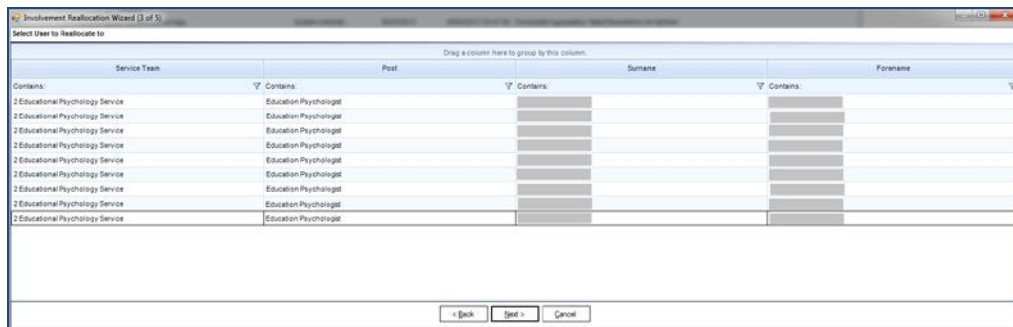 Involvement Reallocation Wizard (3 of 5)
Select User to Reallocate to
Drag a column here to group by this column.
Service Team Post Surname Forename
Contains: Contains: Contains: Contains:
2 Educational Psychology Service Education Psychologist
2 Educational Psychology Service Education Psychologist
2 Educational Psychology Service Education Psychologist
2 Educational Psychology Service Education Psychologist
2 Educational Psychology Service Education Psychologist
2 Educational Psychology Service Education Psychologist
2 Educational Psychology Service Education Psychologist
2 Educational Psychology Service Education Psychologist
2 Educational Psychology Service Education Psychologist
< Back Next > Cancel